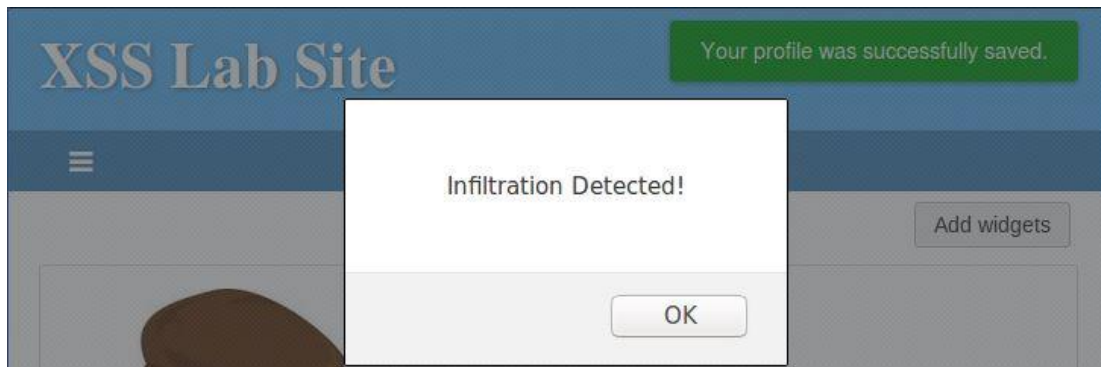 XSS Lab Site
Your profile was successfully saved.
Infiltration Detected!
Add widgets
OK